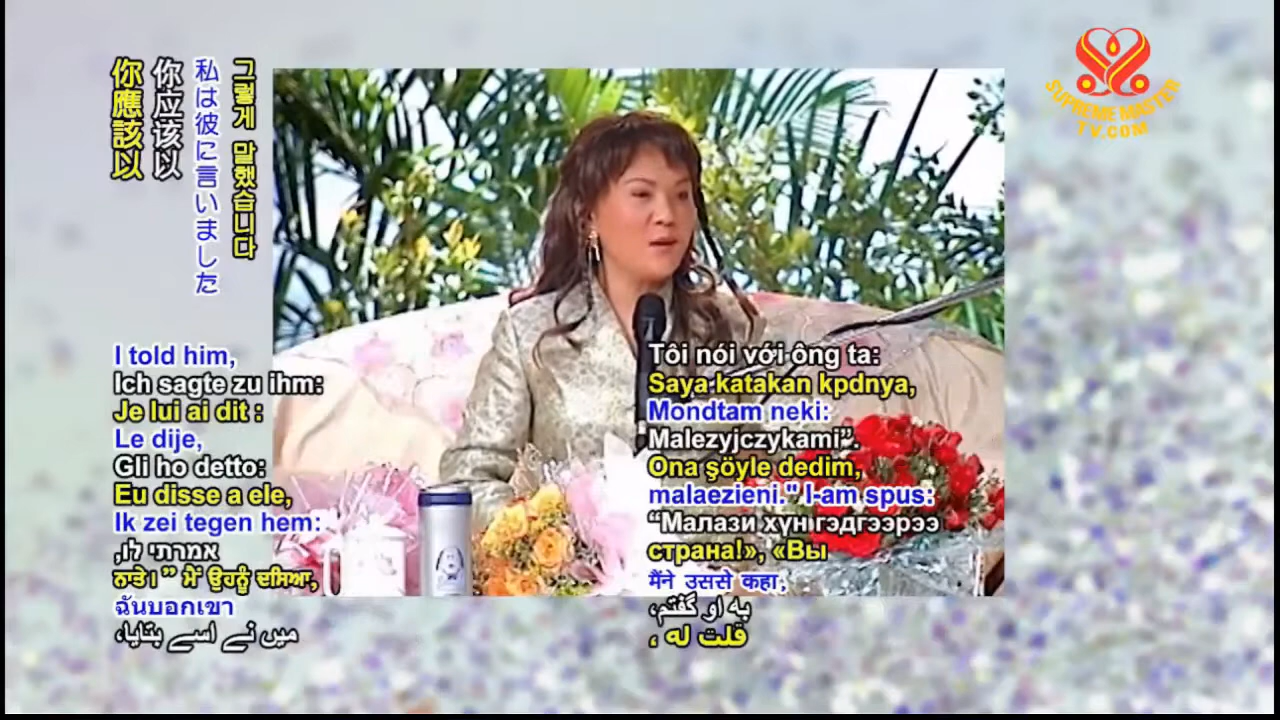 그렇게 말했습니다
私は彼に言いました
你应该以
你應該以
SUPREME MASTER
TV.COM
I told him,
Ich sagte zu ihm:
Je lui ai dit :
Le dije,
Gli ho detto:
Eu disse a ele,
Ik zei tegen hem:
אמרתי לו,
ਨਾਤੇ। ” ਮੈਂ ਉਹਨੂੰ ਦਸਿਆ,
ฉันบอกเขา
میں نے اسے بتایا،
Tôi nói với ông ta:
Saya katakan kpdnya,
Mondtam neki:
Malezyjczykami”.
Ona şöyle dedim,
malaezieni." I-am spus:
“Малази хүн гэдгээрээ
страна!», «Вы
मैंने उससे कहा,
به او گفتم،
قلت له ،